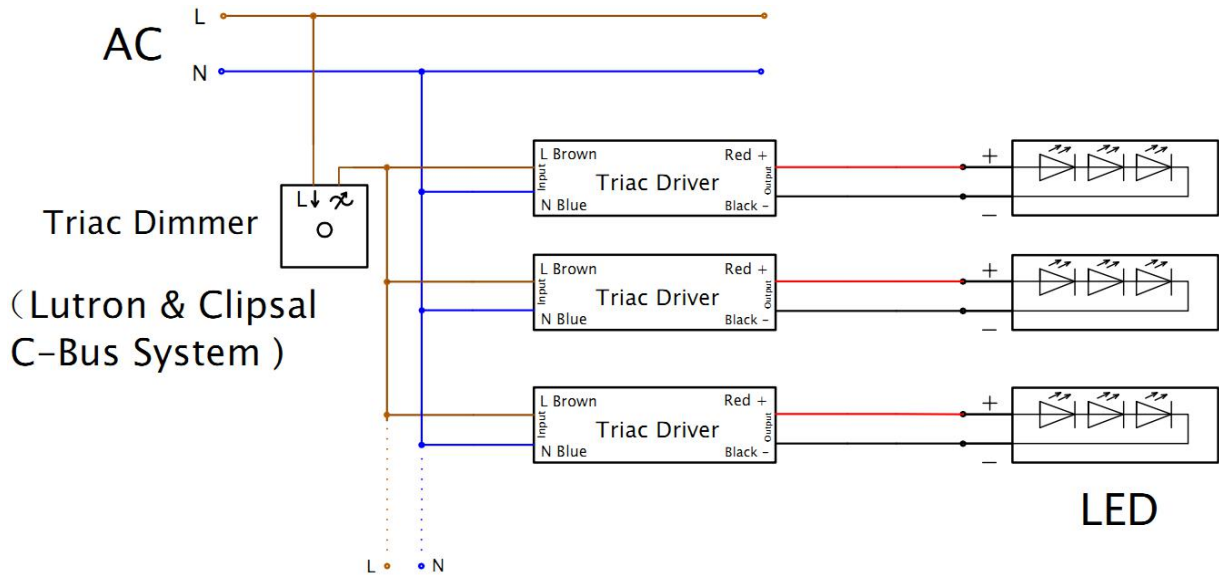 L
AC
N
L Brown
Red +
Input
Triac Driver
Output
N Blue
Black -
+
−
L
Triac Dimmer
（Lutron & Clipsal
C-Bus System )
L Brown
Red +
Input
Triac Driver
Output
N Blue
Black -
+
−
L Brown
Red +
Input
Triac Driver
Output
N Blue
Black -
+
−
LED
L
N